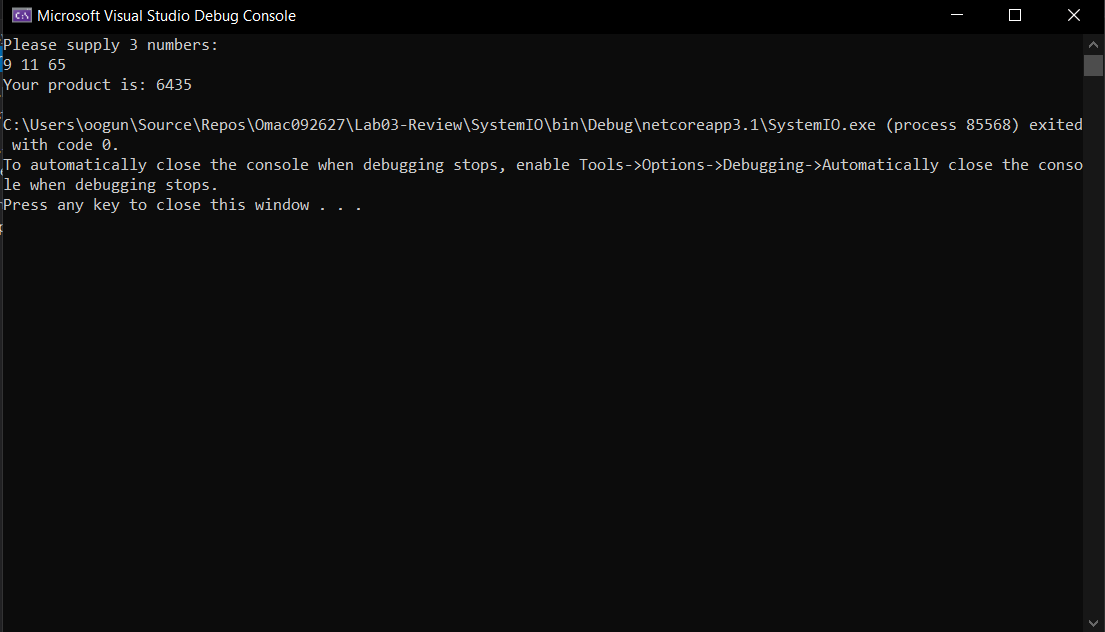 Microsoft Visual Studio Debug Console
Please supply 3 numbers:
9 11 65
Your product is: 6435
C:\Users\oogun\Source\Repos\Omac092627\Lab03-Review\SystemIO\bin\Debug\netcoreapp3.1\SystemIO.exe (process 85568) exited
 with code 0.
To automatically close the console when debugging stops, enable Tools->Options->Debugging->Automatically close the conso
le when debugging stops.
Press any key to close this window . . .